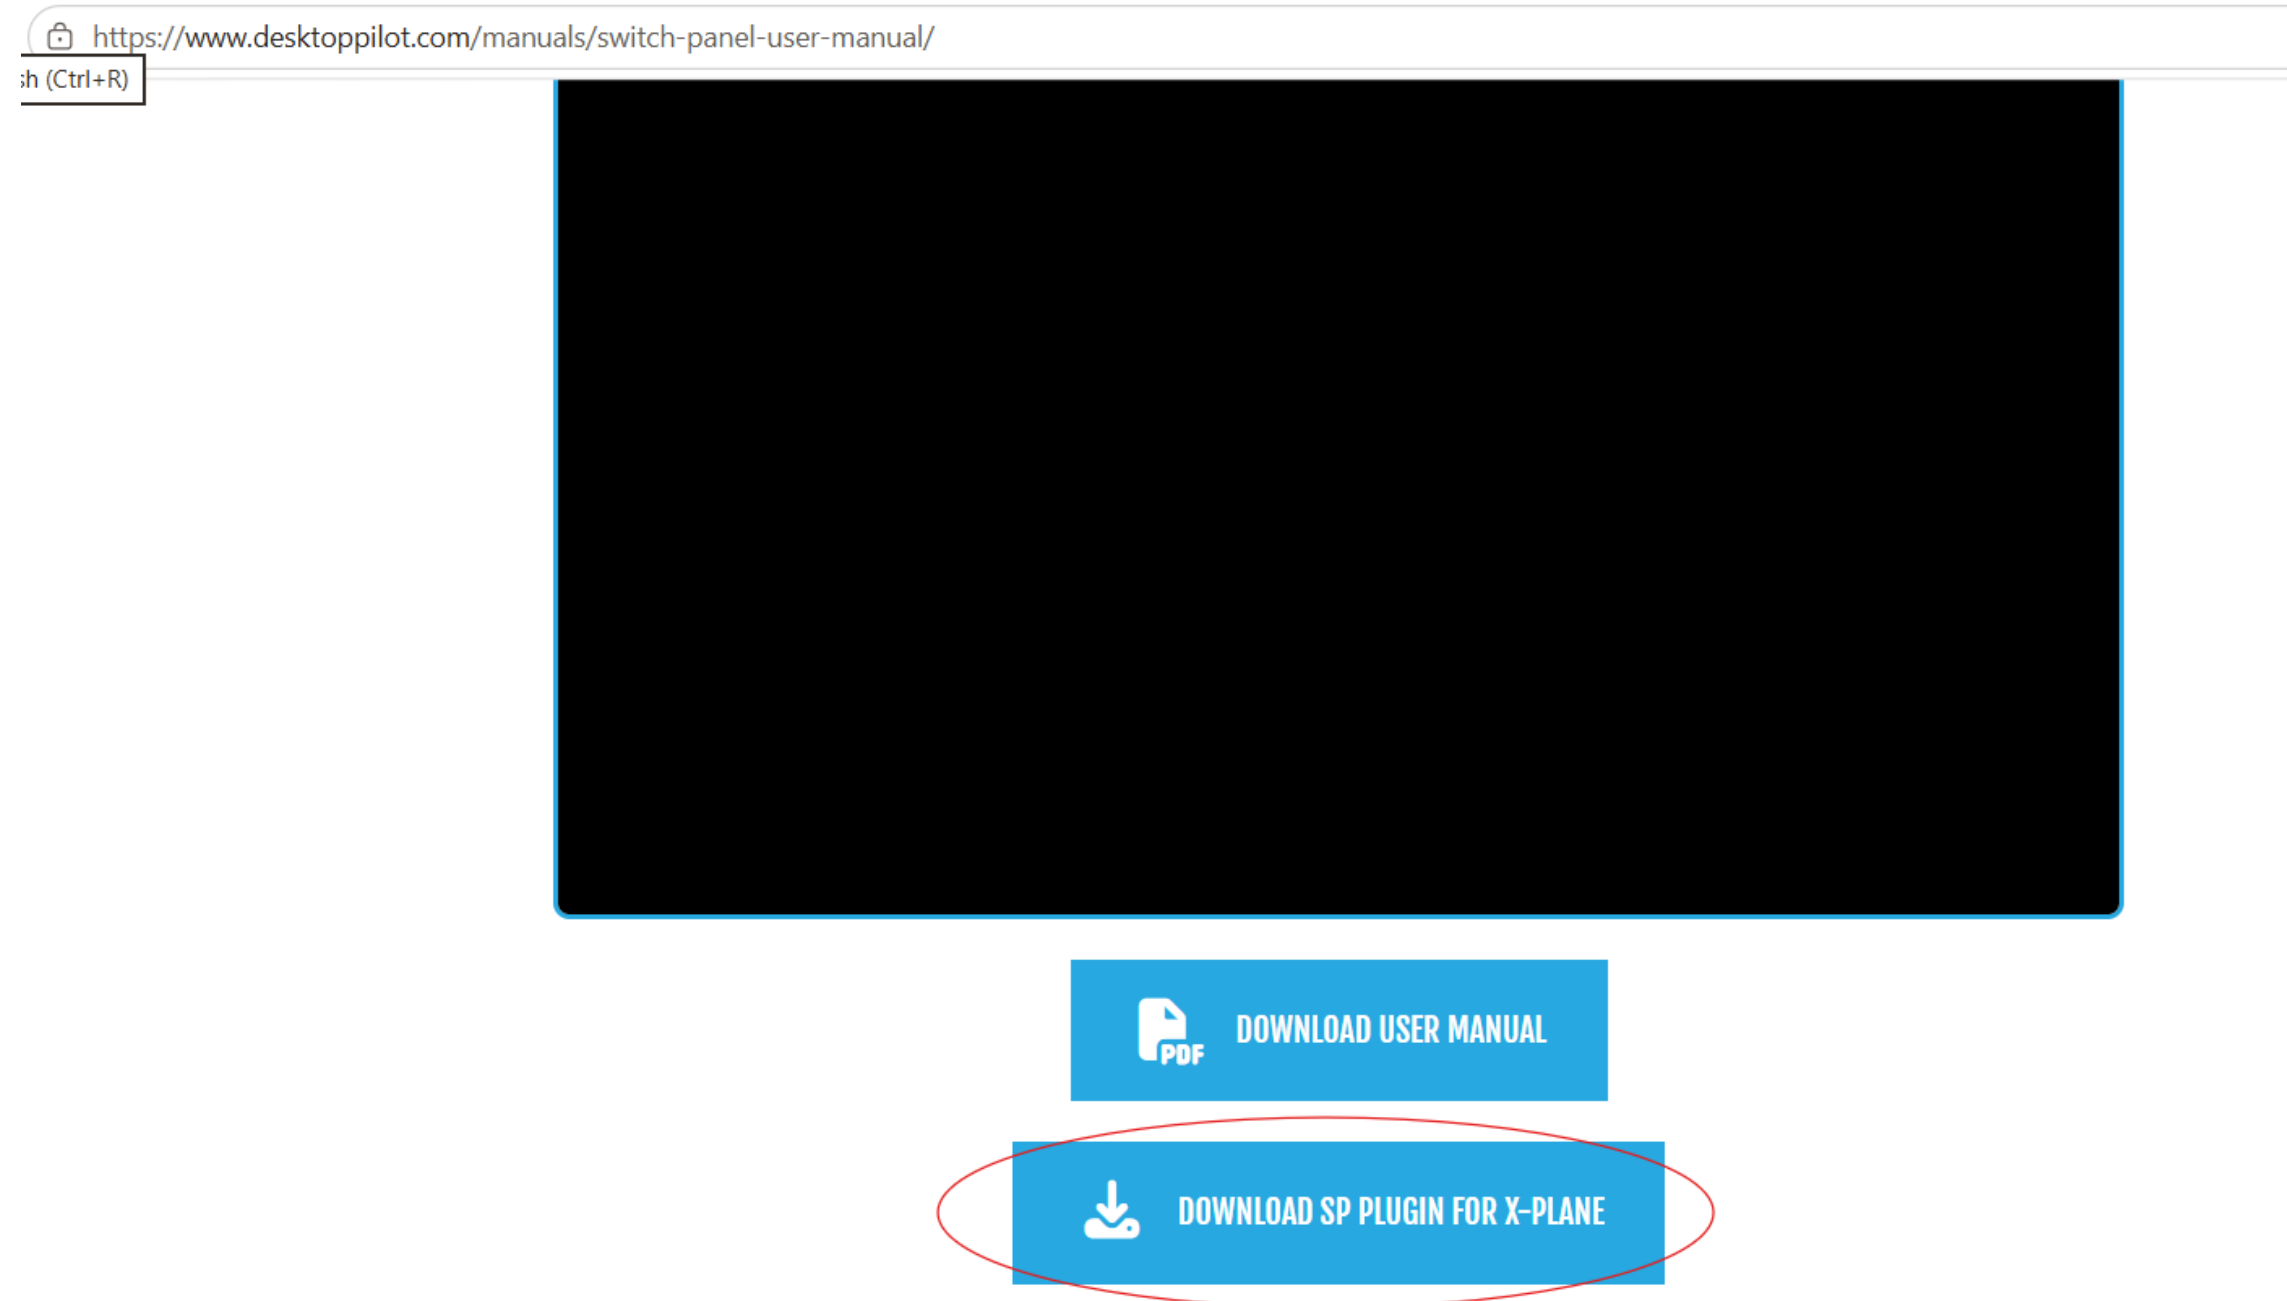 https://www.desktoppilot.com/manuals/switch-panel-user-manual/
sh (Ctrl+R)
PDF
DOWNLOAD USER MANUAL
DOWNLOAD SP PLUGIN FOR X-PLANE